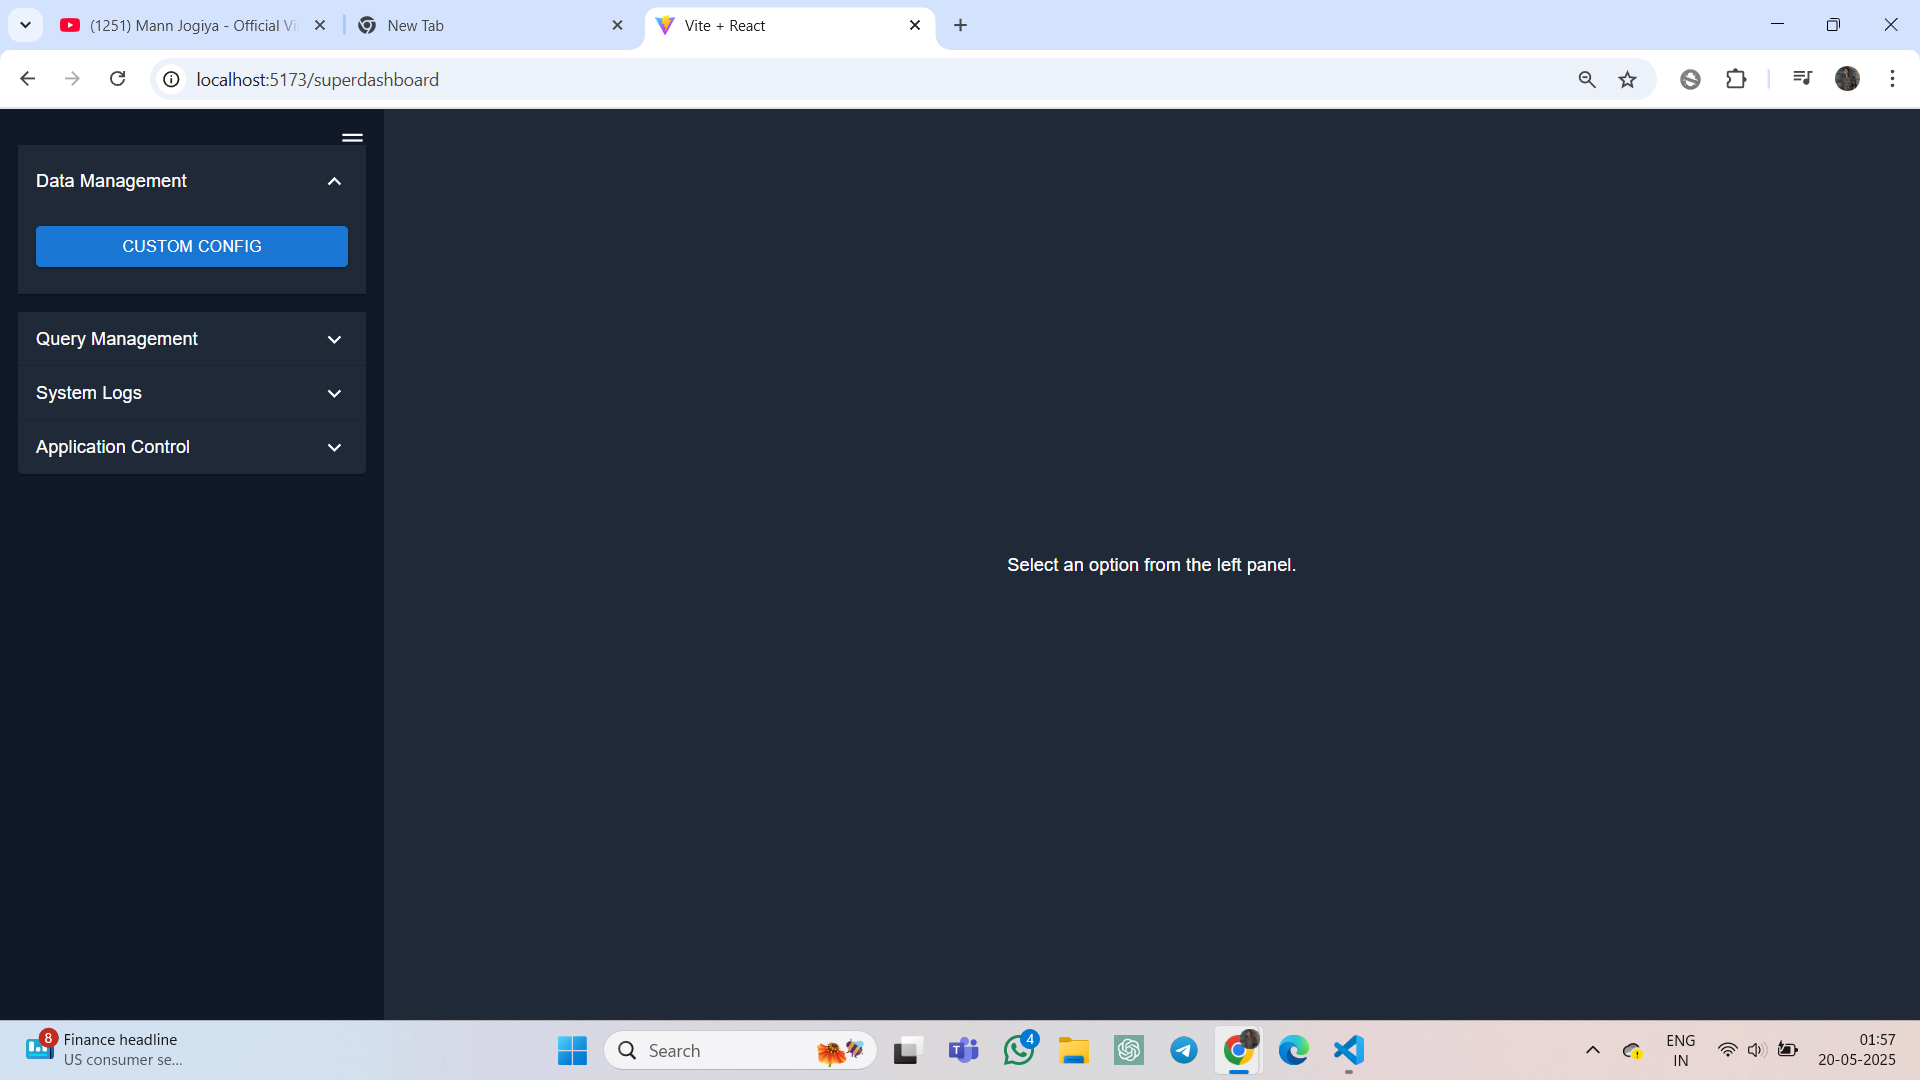 (1251) Mann Jogiya - Official Vi
New Tab
Vite + React
localhost:5173/superdashboard
Data Management
CUSTOM CONFIG
Query Management
System Logs
Application Control
Select an option from the left panel.
8
Finance headline
US consumer se...
Search
4
ENG
IN
01:57
20-05-2025